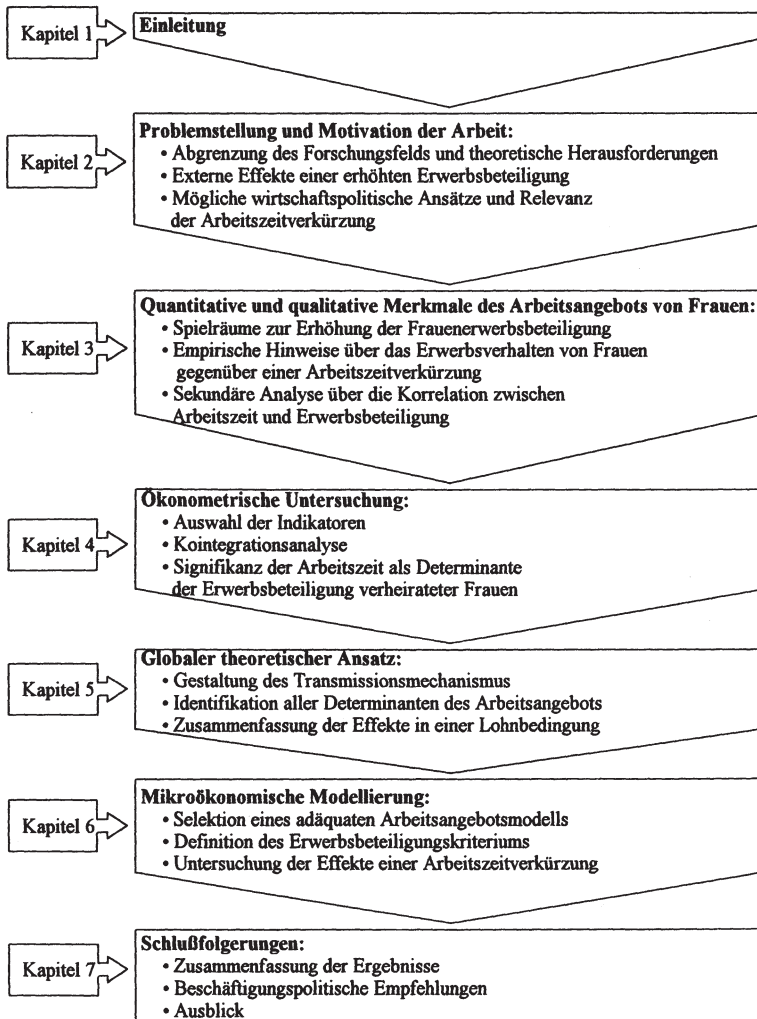 Kapitel 1
Einleitung
Kapitel 2
Problemstellung und Motivation der Arbeit:
• Abgrenzung des Forschungsfelds und theoretische Herausforderungen
• Externe Effekte einer erhöhten Erwerbsbeteiligung
• Mögliche wirtschaftspolitische Ansätze und Relevanz
der Arbeitszeitverkürzung
Kapitel 3
Quantitative und qualitative Merkmale des Arbeitsangebots von Frauen:
• Spielräume zur Erhöhung der Frauenerwerbsbeteiligung
• Empirische Hinweise über das Erwerbsverhalten von Frauen
gegenüber einer Arbeitszeitverkürzung
• Sekundäre Analyse über die Korrelation zwischen
Arbeitszeit und Erwerbsbeteiligung
Kapitel 4
Ökonometrische Untersuchung:
• Auswahl der Indikatoren
• Kointegrationsanalyse
• Signifikanz der Arbeitszeit als Determinante
der Erwerbsbeteiligung verheirateter Frauen
Kapitel 5
Globaler theoretischer Ansatz:
• Gestaltung des Transmissionsmechanismus
• Identifikation aller Determinanten des Arbeitsangebots
• Zusammenfassung der Effekte in einer Lohnbedingung
Kapitel 6
Mikroökonomische Modellierung:
• Selektion eines adäquaten Arbeitsangebotsmodells
• Definition des Erwerbsbeteiligungskriteriums
• Untersuchung der Effekte einer Arbeitszeitverkürzung
Kapitel 7
Schlußfolgerungen:
• Zusammenfassung der Ergebnisse
• Beschäftigungspolitische Empfehlungen
• Ausblick